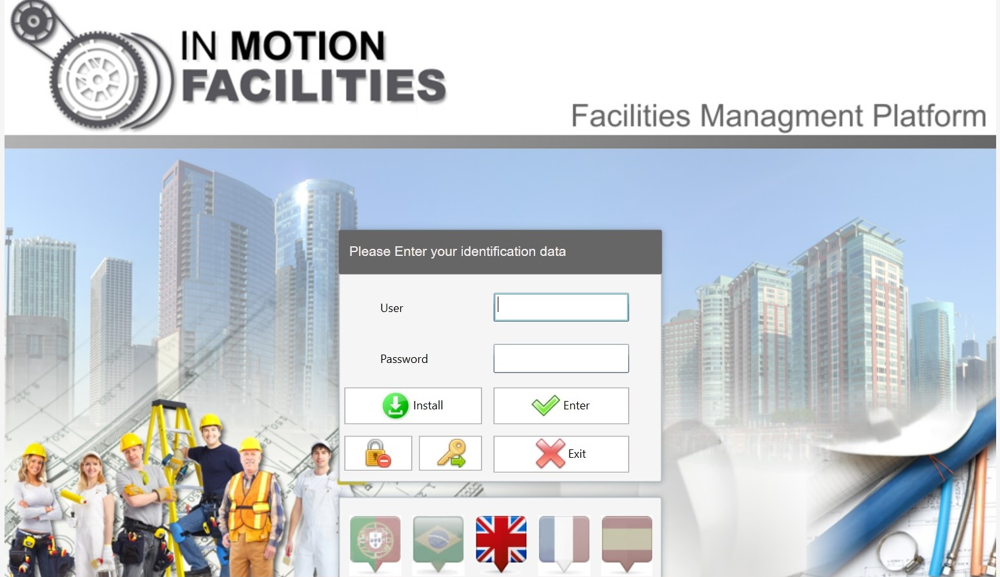 IN MOTION
FACILITIES
Facilities Managment Platform
Please Enter your identification data
User
Password
Install
Enter
Exit